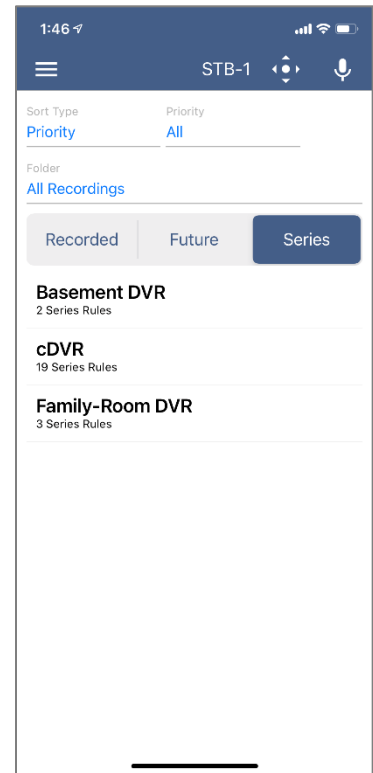 1:46
STB-1
Sort Type Priority
Priority All
Folder
All Recordings
Recorded Future Series
Basement DVR
2 Series Rules
cDVR
19 Series Rules
Family-Room DVR
3 Series Rules